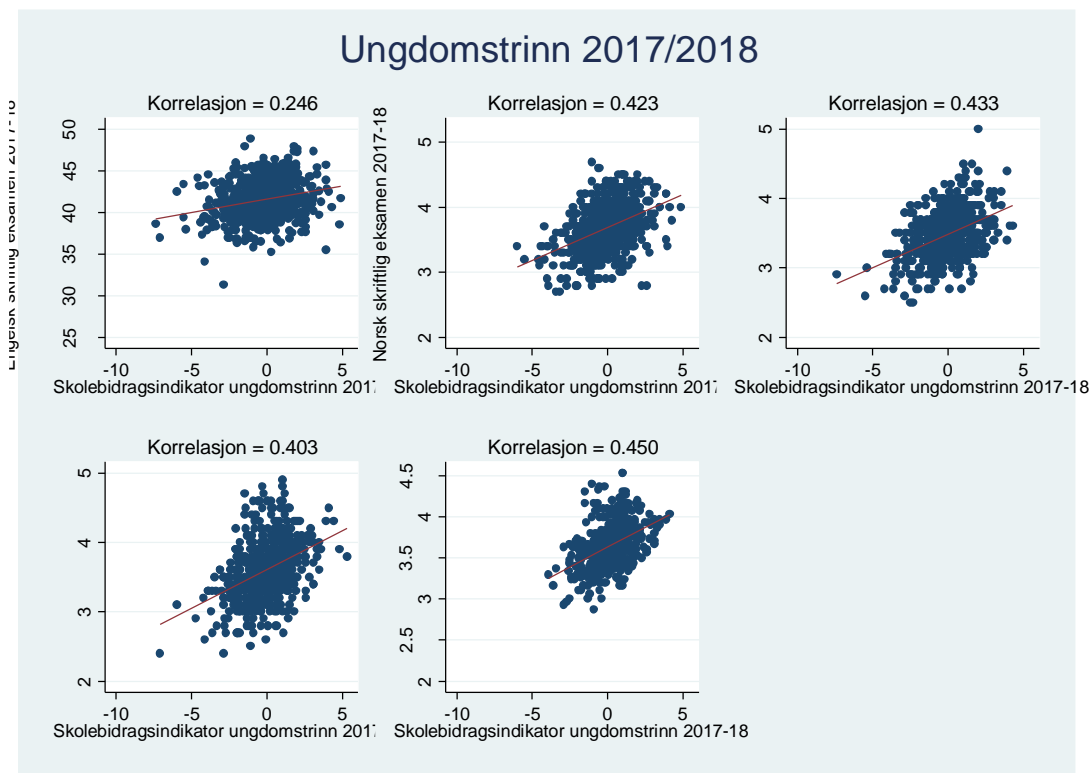 Ungdomstrinn 2017/2018
Korrelasjon = 0.246
50
45
40
35
30
25
-10 -5 0 5
Skolebidragsindikator ungdomstrinn 201
Norsk skriftlig eksamen 2017-18
Korrelasjon = 0.423
5
4
3
2
-10 -5 0 5
Skolebidragsindikator ungdomstrinn 2017
Korrelasjon = 0.433
5
4
3
2
-10 -5 0 5
Skolebidragsindikator ungdomstrinn 2017-18
Korrelasjon = 0.403
5
4
3
2
-10 -5 0 5
Skolebidragsindikator ungdomstrinn 201
Korrelasjon = 0.450
4.5
4
3.5
3
2.5
2
-10 -5 0 5
Skolebidragsindikator ungdomstrinn 2017-18